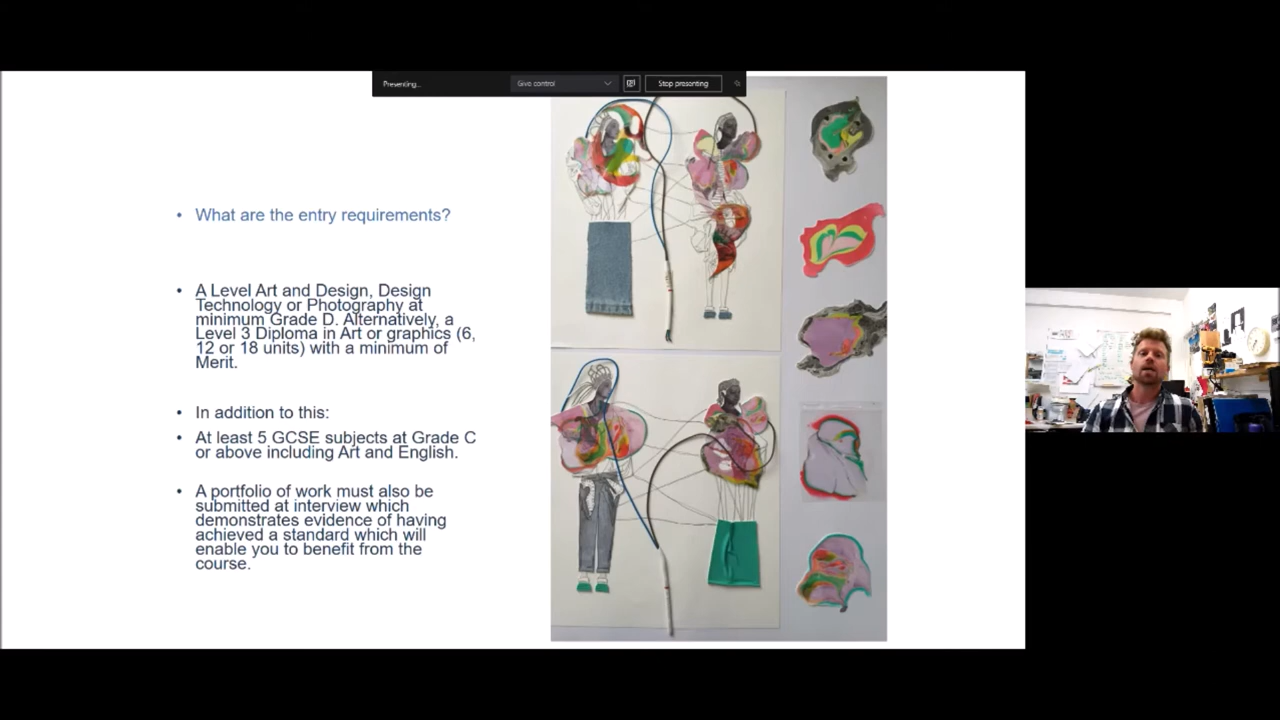 Presenting...
Give control
Stop presenting
What are the entry requirements?
A Level Art and Design, Design
Technology or Photography at
minimum Grade D. Alternatively, a
Level 3 Diploma in Art or graphics (6,
12 or 18 units) with a minimum of
Merit.
In addition to this:
At least 5 GCSE subjects at Grade C
or above including Art and English.
A portfolio of work must also be
submitted at interview which
demonstrates evidence of having
achieved a standard which will
enable you to benefit from the
course.